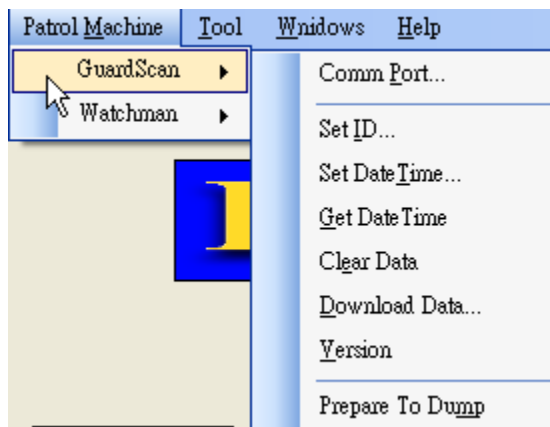 Patrol Machine Tool Wnidows Help
GuardScan
Watchman
Comm Port...
Set ID...
Set DateTime...
Get DateTime
Clear Data
Download Data...
Version
Prepare To Dump